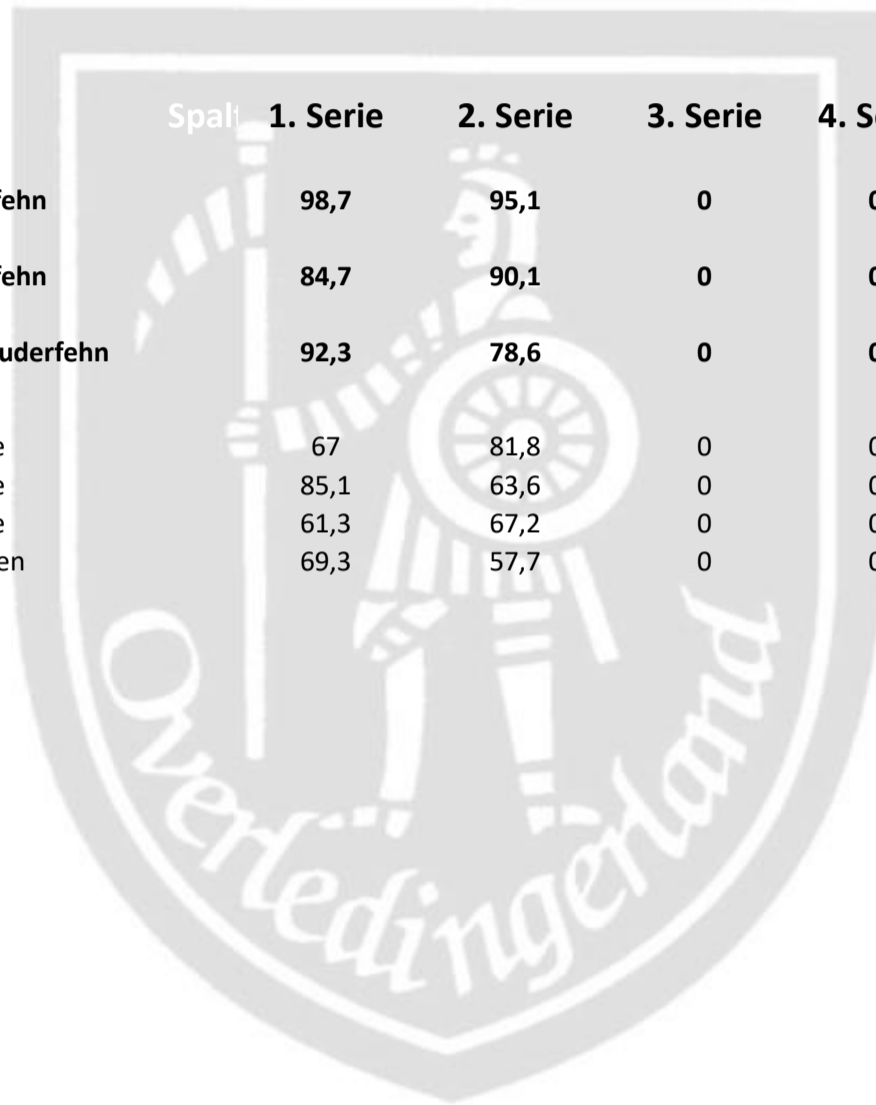 Spalt 1. Serie 2. Serie 3. Serie 4. S
fehn 98,7 95,1 0 0
fehn 84,7 90,1 0 0
uderfehn 92,3 78,6 0 0
e 67 81,8 0 0
e 85,1 63,6 0 0
e 61,3 67,2 0 0
en 69,3 57,7 0 0
Overledingerland